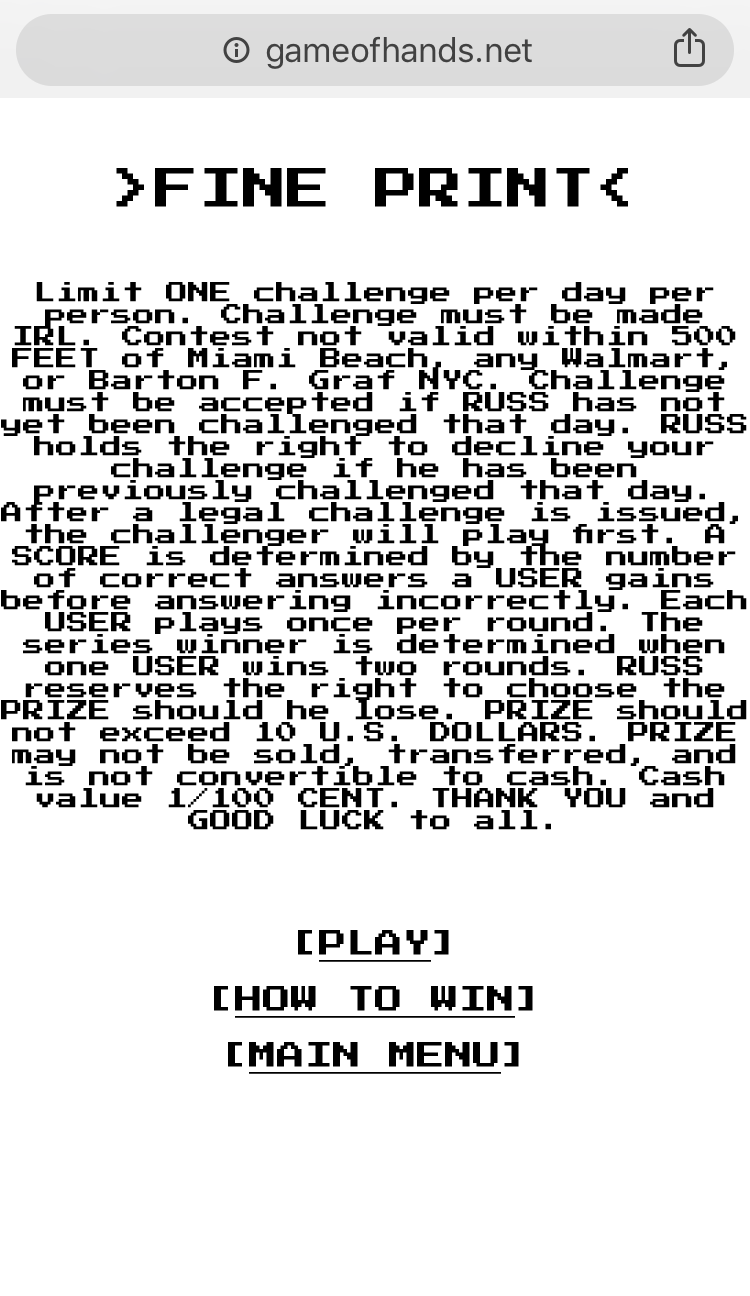 gameofhands.net
>FINE PRINT<
Limit ONE challenge per day per
person. Challenge must be made
IRL. Contest not valid within 500
FEET of Miami Beach, any Walmart,
or Barton F. Graf NYC. Challenge
must be accepted if RUSS has not
yet been challenged that day. RUSS
holds the right to decline your
challenge if he has been
previously challenged that day.
After a legal challenge is issued,
the challenger will play first. A
SCORE is determined by the number
of correct answers a USER gains
before answering incorrectly. Each
USER plays once per round. The
series winner is determined when
one USER wins two rounds. RUSS
reserves the right to choose the
PRIZE should he lose. PRIZE should
not exceed 10 U.S. DOLLARS. PRIZE
may not be sold, transferred, and
is not convertible to cash. Cash
value 1/100 CENT. THANK YOU and
GOOD LUCK to all.
[PLAY]
[HOW TO WIN]
[MAIN MENU]